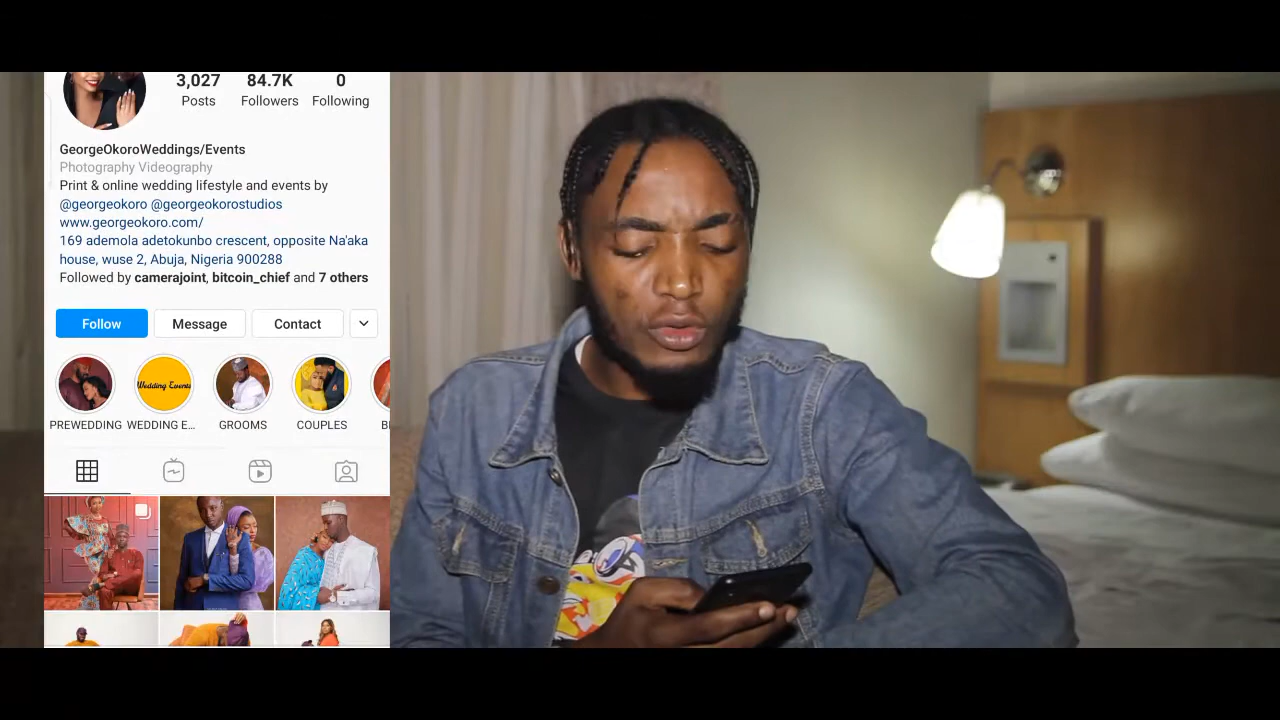 3,027 84.7K 0
Posts Followers Following
GeorgeOkoroWeddings/Events
Photography Videography
Print & online wedding lifestyle and events by
@georgeokoro @georgeokorostudios
www.georgeokoro.com/
169 ademola adetokunbo crescent, opposite Na'aka
house, wuse 2, Abuja, Nigeria 900288
Followed by camerajoint, bitcoin_chief and 7 others
Follow Message Contact
Wedding Events
PREWEDDING WEDDING E... GROOMS COUPLES